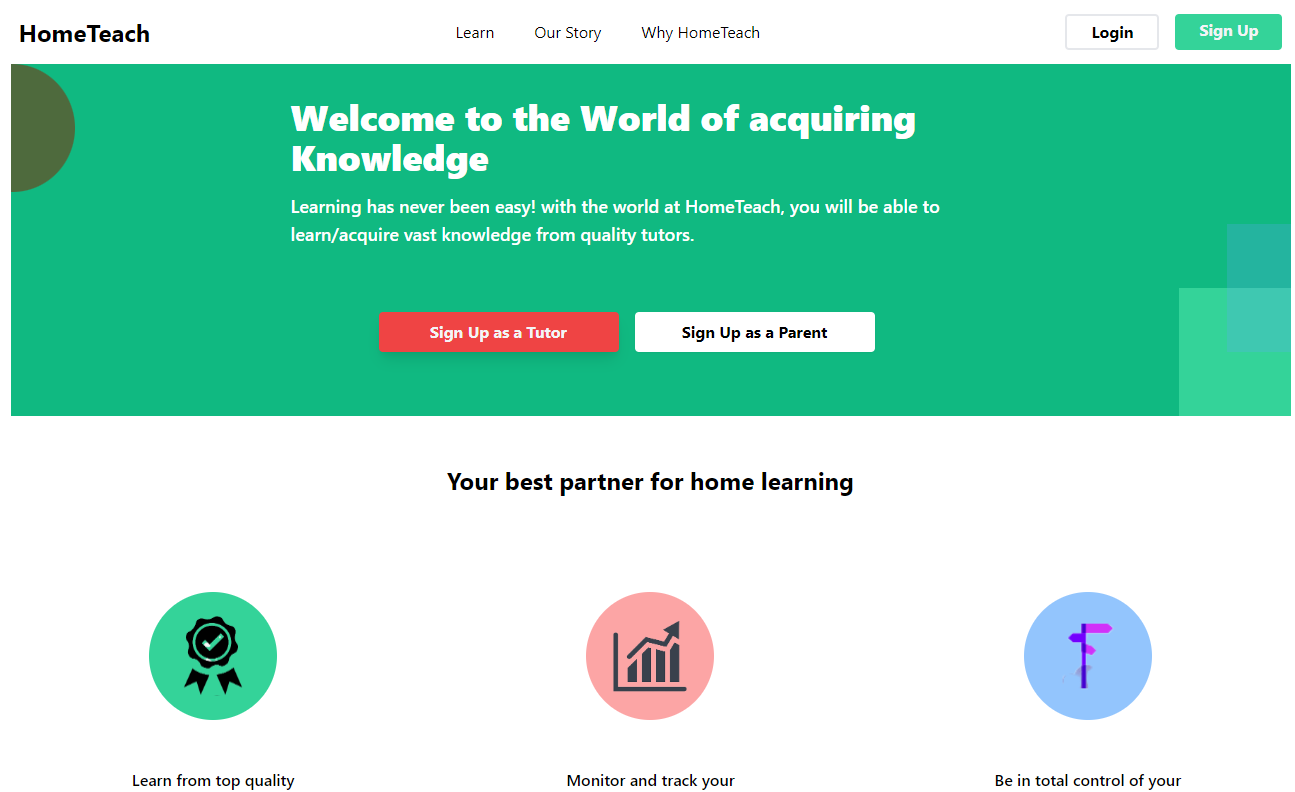 HomeTeach
Learn
Our Story
Why HomeTeach
Login
Sign Up
Welcome to the World of acquiring
Knowledge
Learning has never been easy! with the world at HomeTeach, you will be able to
learn/acquire vast knowledge from quality tutors.
Sign Up as a Tutor
Sign Up as a Parent
Your best partner for home learning
Learn from top quality
Monitor and track your
Be in total control of your